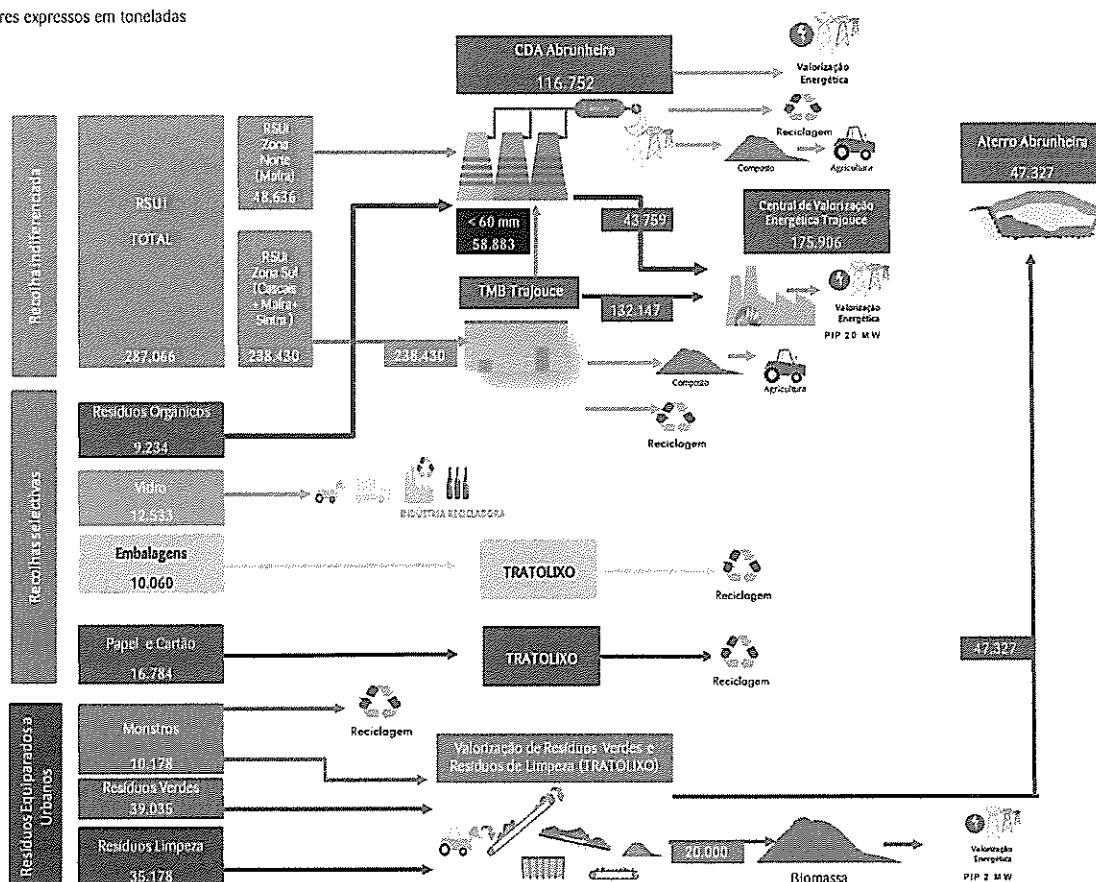 res expressos em toneladas
CDA Abrunheira
116.752
Valorização
Energética
Reciclagem
Composto
Agricultura
Recolha Indiferenciada
RSUI
TOTAL
287.066
RSUI
Zona
Norte
(Mafra)
48.636
RSUI
Zona Sul
(Cascais
+ Mafra+
Sintra )
238.430
238.430
< 60 mm
58.883
43.759
TMB Trajouce
132.147
Central de Valorização
Energética Trajouce
175.906
Valorização
Energética
PIP 20 MW
Composto
Agricultura
Reciclagem
Aterro Abrunheira
47.327
Recolhas selectivas
Resíduos Orgânicos
9.234
Vidro
12.533
INDÚSTRIA RECICLADORA
Embalagens
10.060
TRATOLIXO
Reciclagem
Papel e Cartão
16.784
TRATOLIXO
Reciclagem
47.327
Resíduos Equiparados a
Urbanos
Monstros
10.178
Reciclagem
Resíduos Verdes
39.035
Resíduos Limpeza
35.178
Valorização de Resíduos Verdes e
Resíduos de Limpeza (TRATOLIXO)
20.000
Biomassa
Valorização
Energética
PIP 2 MW